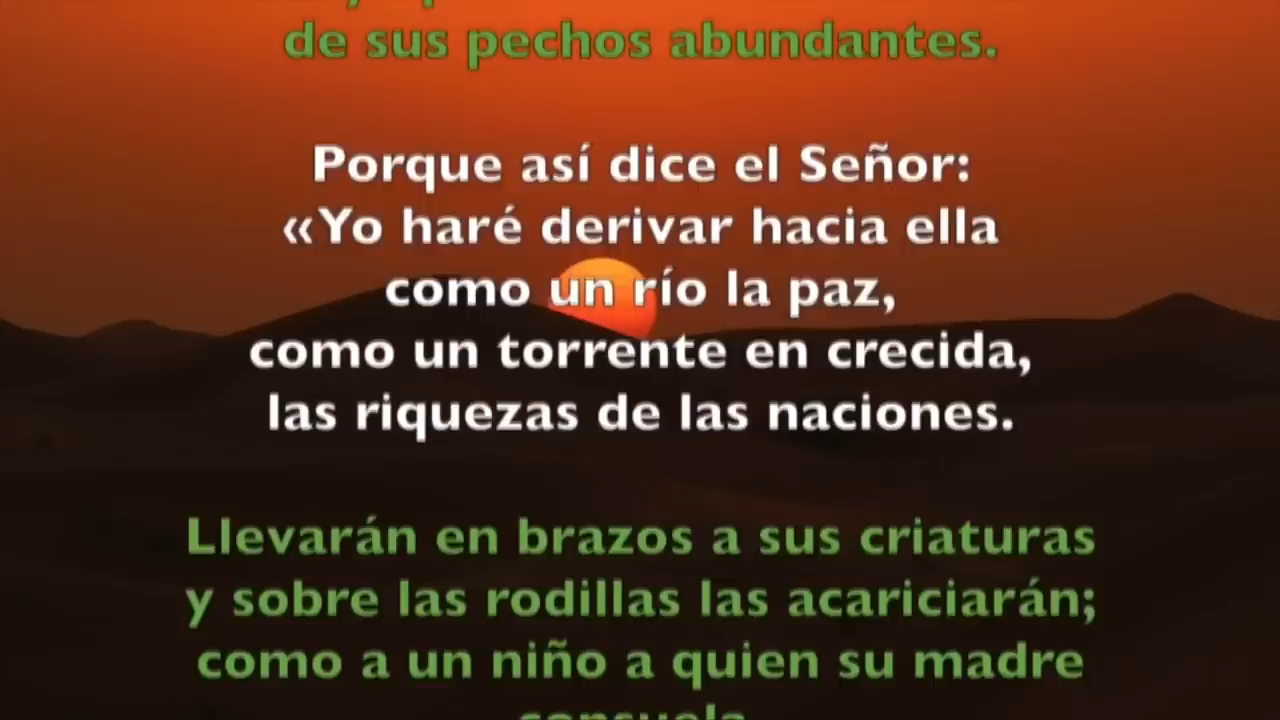 de sus pechos abundantes.
Porque así dice el Señor:
«Yo haré derivar hacia ella
como un río la paz,
como un torrente en crecida,
las riquezas de las naciones.
Llevarán en brazos a sus criaturas
y sobre las rodillas las acariciarán;
como a un niño a quien su madre
consuela